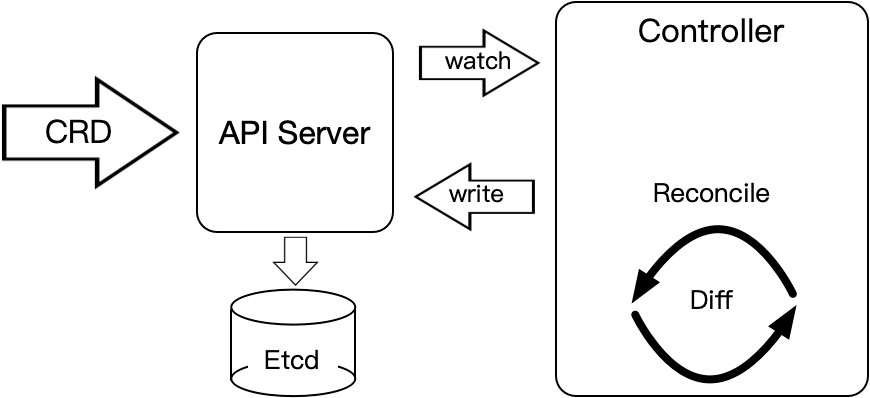 CRD
API Server
Etcd
watch
write
Controller
Reconcile
Diff